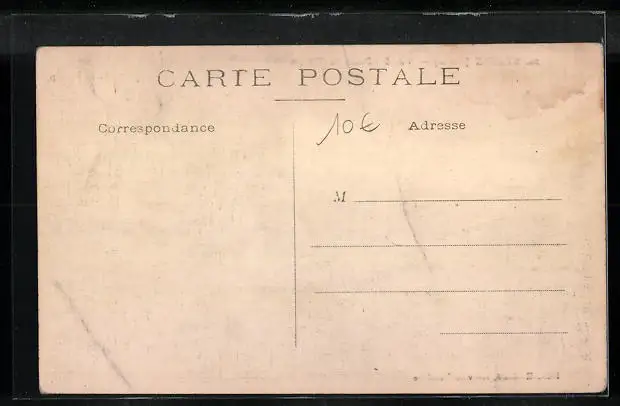 CARTE POSTALE
Correspondance
10€
Adresse
M